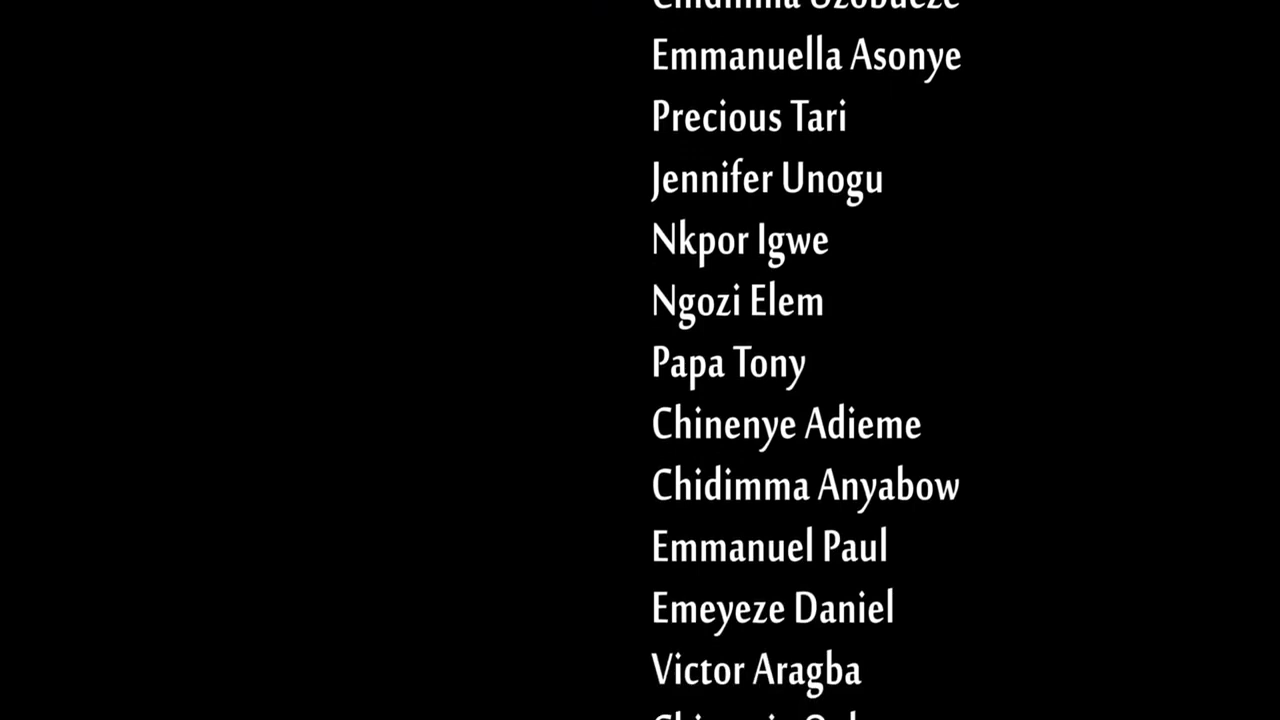 Emmanuella Asonye
Precious Tari
Jennifer Unogu
Nkpor Igwe
Ngozi Elem
Papa Tony
Chinenye Adieme
Chidimma Anyabow
Emmanuel Paul
Emeyeze Daniel
Victor Aragba